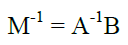 M⁻¹ = A⁻¹B